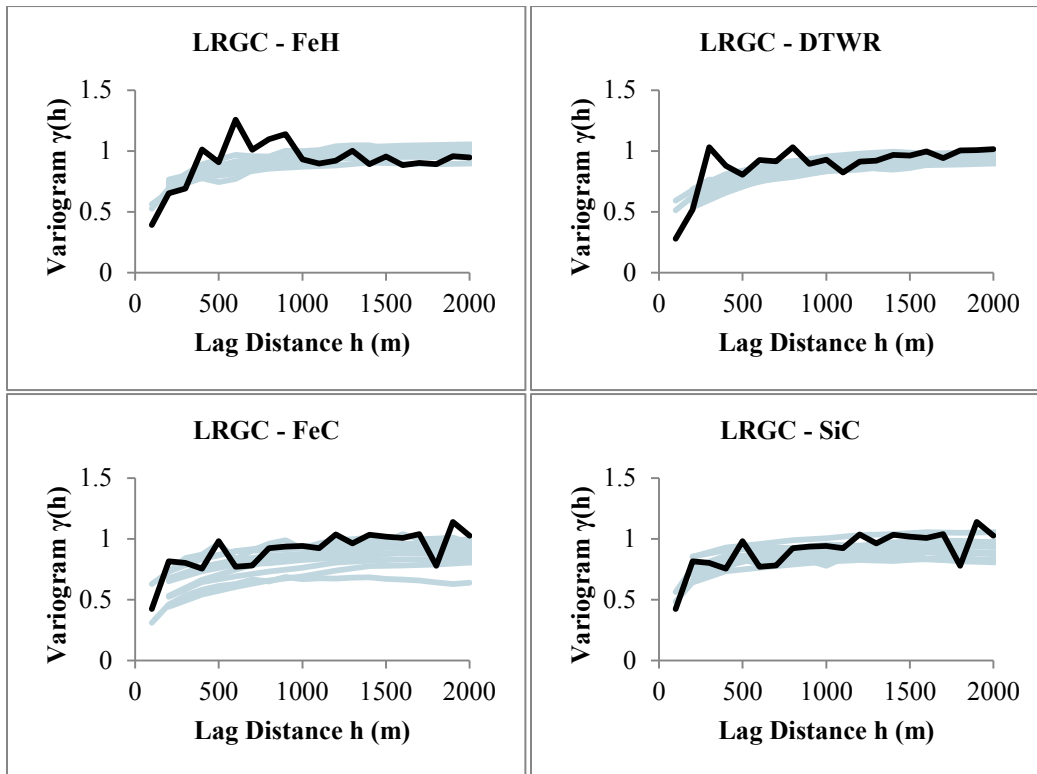 LRGC - FeH
1.5
1
0.5
0
0 500 1000 1500 2000
Variogram γ(h)
Lag Distance h (m)
LRGC - DTWR
1.5
1
0.5
0
0 500 1000 1500 2000
Variogram γ(h)
Lag Distance h (m)
LRGC - FeC
1.5
1
0.5
0
0 500 1000 1500 2000
Variogram γ(h)
Lag Distance h (m)
LRGC - SiC
1.5
1
0.5
0
0 500 1000 1500 2000
Variogram γ(h)
Lag Distance h (m)